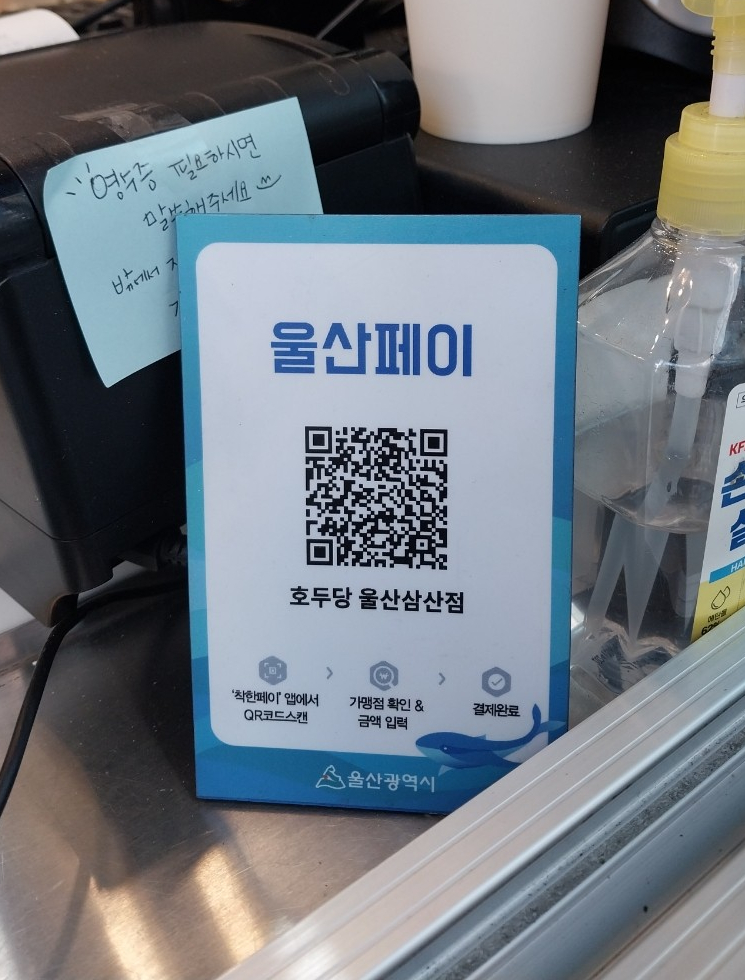 영수증 필요하시면
말씀해주세요
밖에서
울산페이
호두당 울산삼산점
'착한페이' 앱에서
QR코드스캔
가맹점 확인 &
금액 입력
결제완료
울산광역시